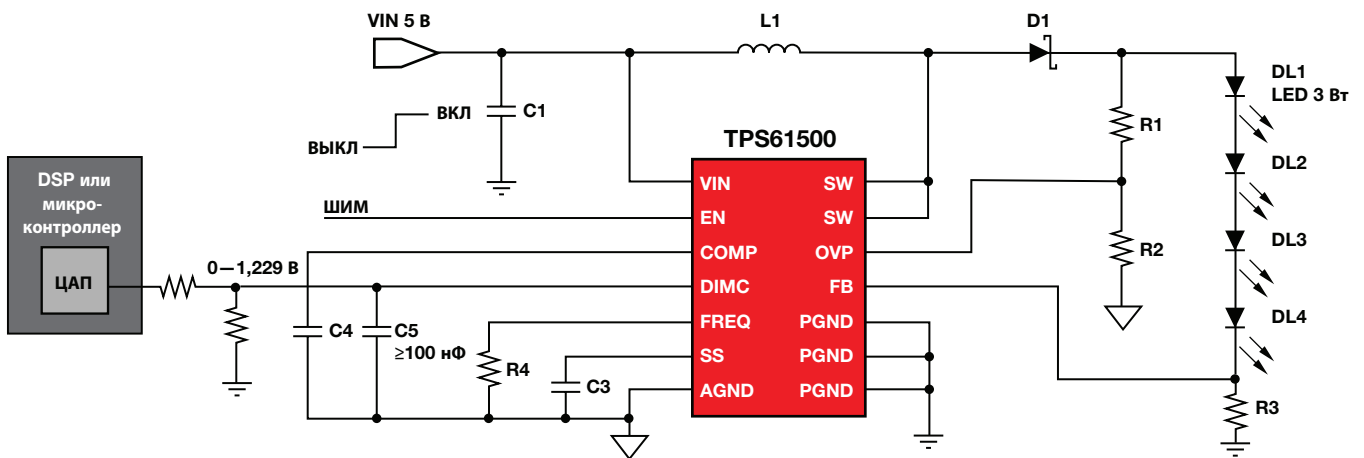 VIN 5 В
L1
D1
DL1
LED 3 Вт
ВКЛ
ВЫКЛ
C1
R1
TPS61500
DSP или
микро-
контроллер
ЦАП
VIN
SW
DL2
ШИМ
EN
SW
COMP
OVP
R2
DL3
0—1,229 В
DIMC
FB
C4
C5
≥100 нФ
FREQ
PGND
DL4
R4
SS
PGND
C3
AGND
PGND
R3